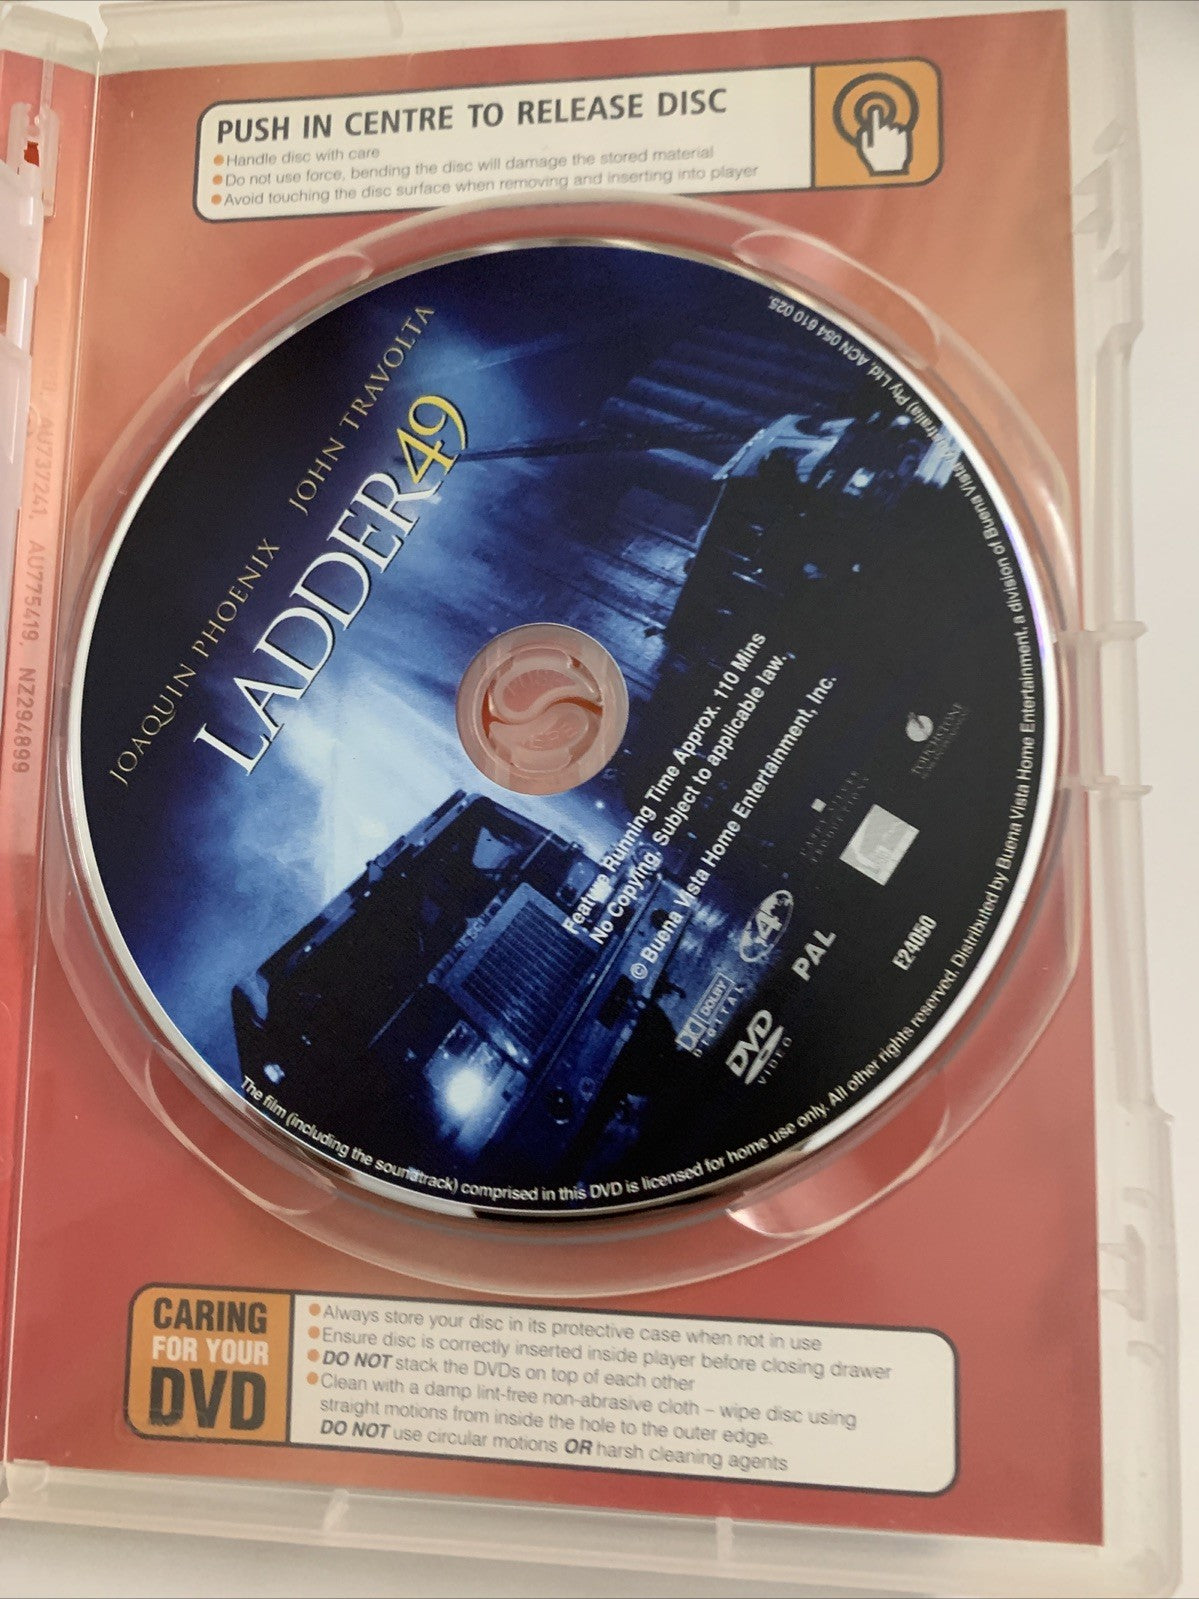 PUSH IN CENTRE TO RELEASE DISC
Handle disc with care
Do not use force, bending the disc will damage the stored material
Avoid touching the disc surface when removing and inserting into player
JOAQUIN PHOENIX JOHN TRAVOLTA
LADDER 49
Feature Running Time Approx. 110 Mins
No Copying. Subject to applicable law.
© Buena Vista Home Entertainment, Inc.
TOUCHSTONE
PRODUCTIONS
4
DOLBY
DIGITAL
DVD
VIDEO
PAL
E24050
The film (including the soundtrack) comprised in this DVD is licensed for home use only. All other rights reserved. Distributed by Buena Vista Home Entertainment, a division of Buena Vista (Australia) Pty Ltd. ACN 054 610 025.
AU737241, AU775419, NZ294899
CARING
FOR YOUR
DVD
Always store your disc in its protective case when not in use
Ensure disc is correctly inserted inside player before closing drawer
DO NOT stack the DVDs on top of each other
Clean with a damp lint-free non-abrasive cloth – wipe disc using
straight motions from inside the hole to the outer edge.
DO NOT use circular motions OR harsh cleaning agents